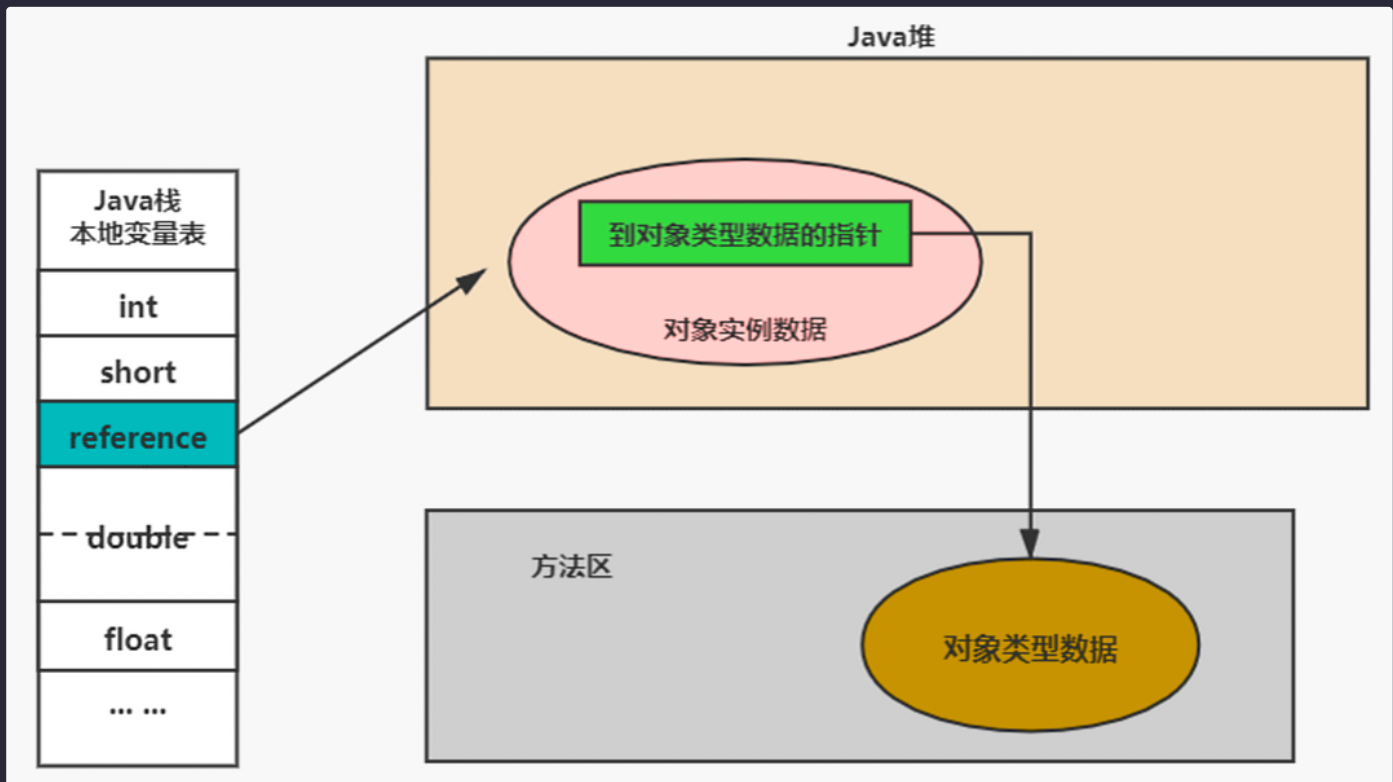 Java堆
Java栈
本地变量表
int
short
reference
double
float
... ...
到对象类型数据的指针
对象实例数据
方法区
对象类型数据